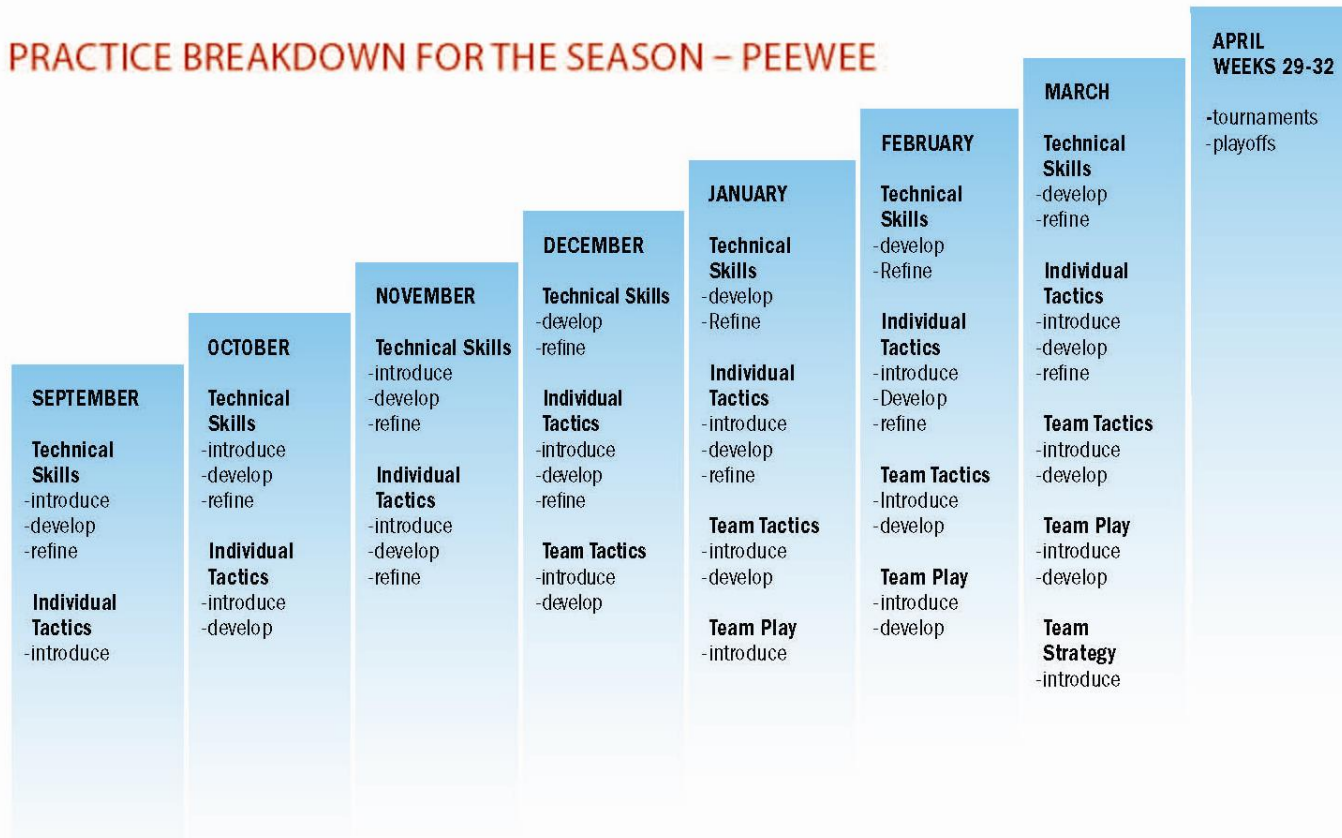 PRACTICE BREAKDOWN FOR THE SEASON – PEEWEE
SEPTEMBER
Technical
Skills
-introduce
-develop
-refine
Individual
Tactics
-introduce
OCTOBER
Technical
Skills
-introduce
-develop
-refine
Individual
Tactics
-introduce
-develop
NOVEMBER
Technical Skills
-introduce
-develop
-refine
Individual
Tactics
-introduce
-develop
-refine
DECEMBER
Technical Skills
-develop
-refine
Individual
Tactics
-introduce
-develop
-refine
Team Tactics
-introduce
-develop
JANUARY
Technical
Skills
-develop
-Refine
Individual
Tactics
-introduce
-develop
-refine
Team Tactics
-introduce
-develop
Team Play
-introduce
FEBRUARY
Technical
Skills
-develop
-Refine
Individual
Tactics
-introduce
-Develop
-refine
Team Tactics
-Introduce
-develop
Team Play
-introduce
-develop
MARCH
Technical
Skills
-develop
-refine
Individual
Tactics
-introduce
-develop
-refine
Team Tactics
-introduce
-develop
Team Play
-introduce
-develop
Team
Strategy
-introduce
APRIL
WEEKS 29-32
-tournaments
-playoffs